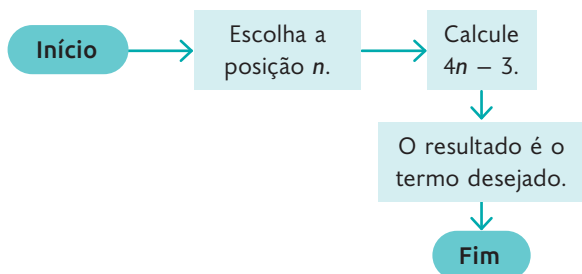 Início
Escolha a
posição n.
Calcule
4n − 3.
O resultado é o
termo desejado.
Fim